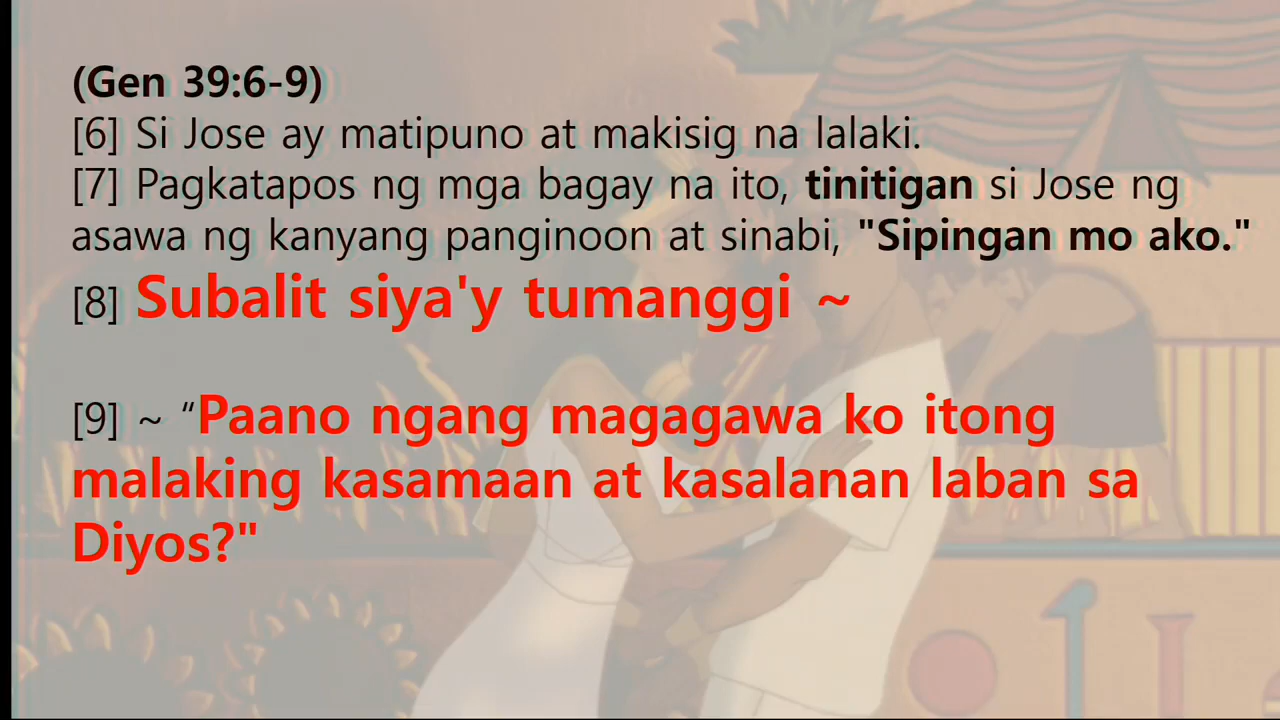 (Gen 39:6-9)
[6] Si Jose ay matipuno at makisig na lalaki.
[7] Pagkatapos ng mga bagay na ito, tinitigan si Jose ng
asawa ng kanyang panginoon at sinabi, "Sipingan mo ako."
[8] Subalit siya'y tumanggi ~
[9] ~ “Paano ngang magagawa ko itong
malaking kasamaan at kasalanan laban sa
Diyos?"